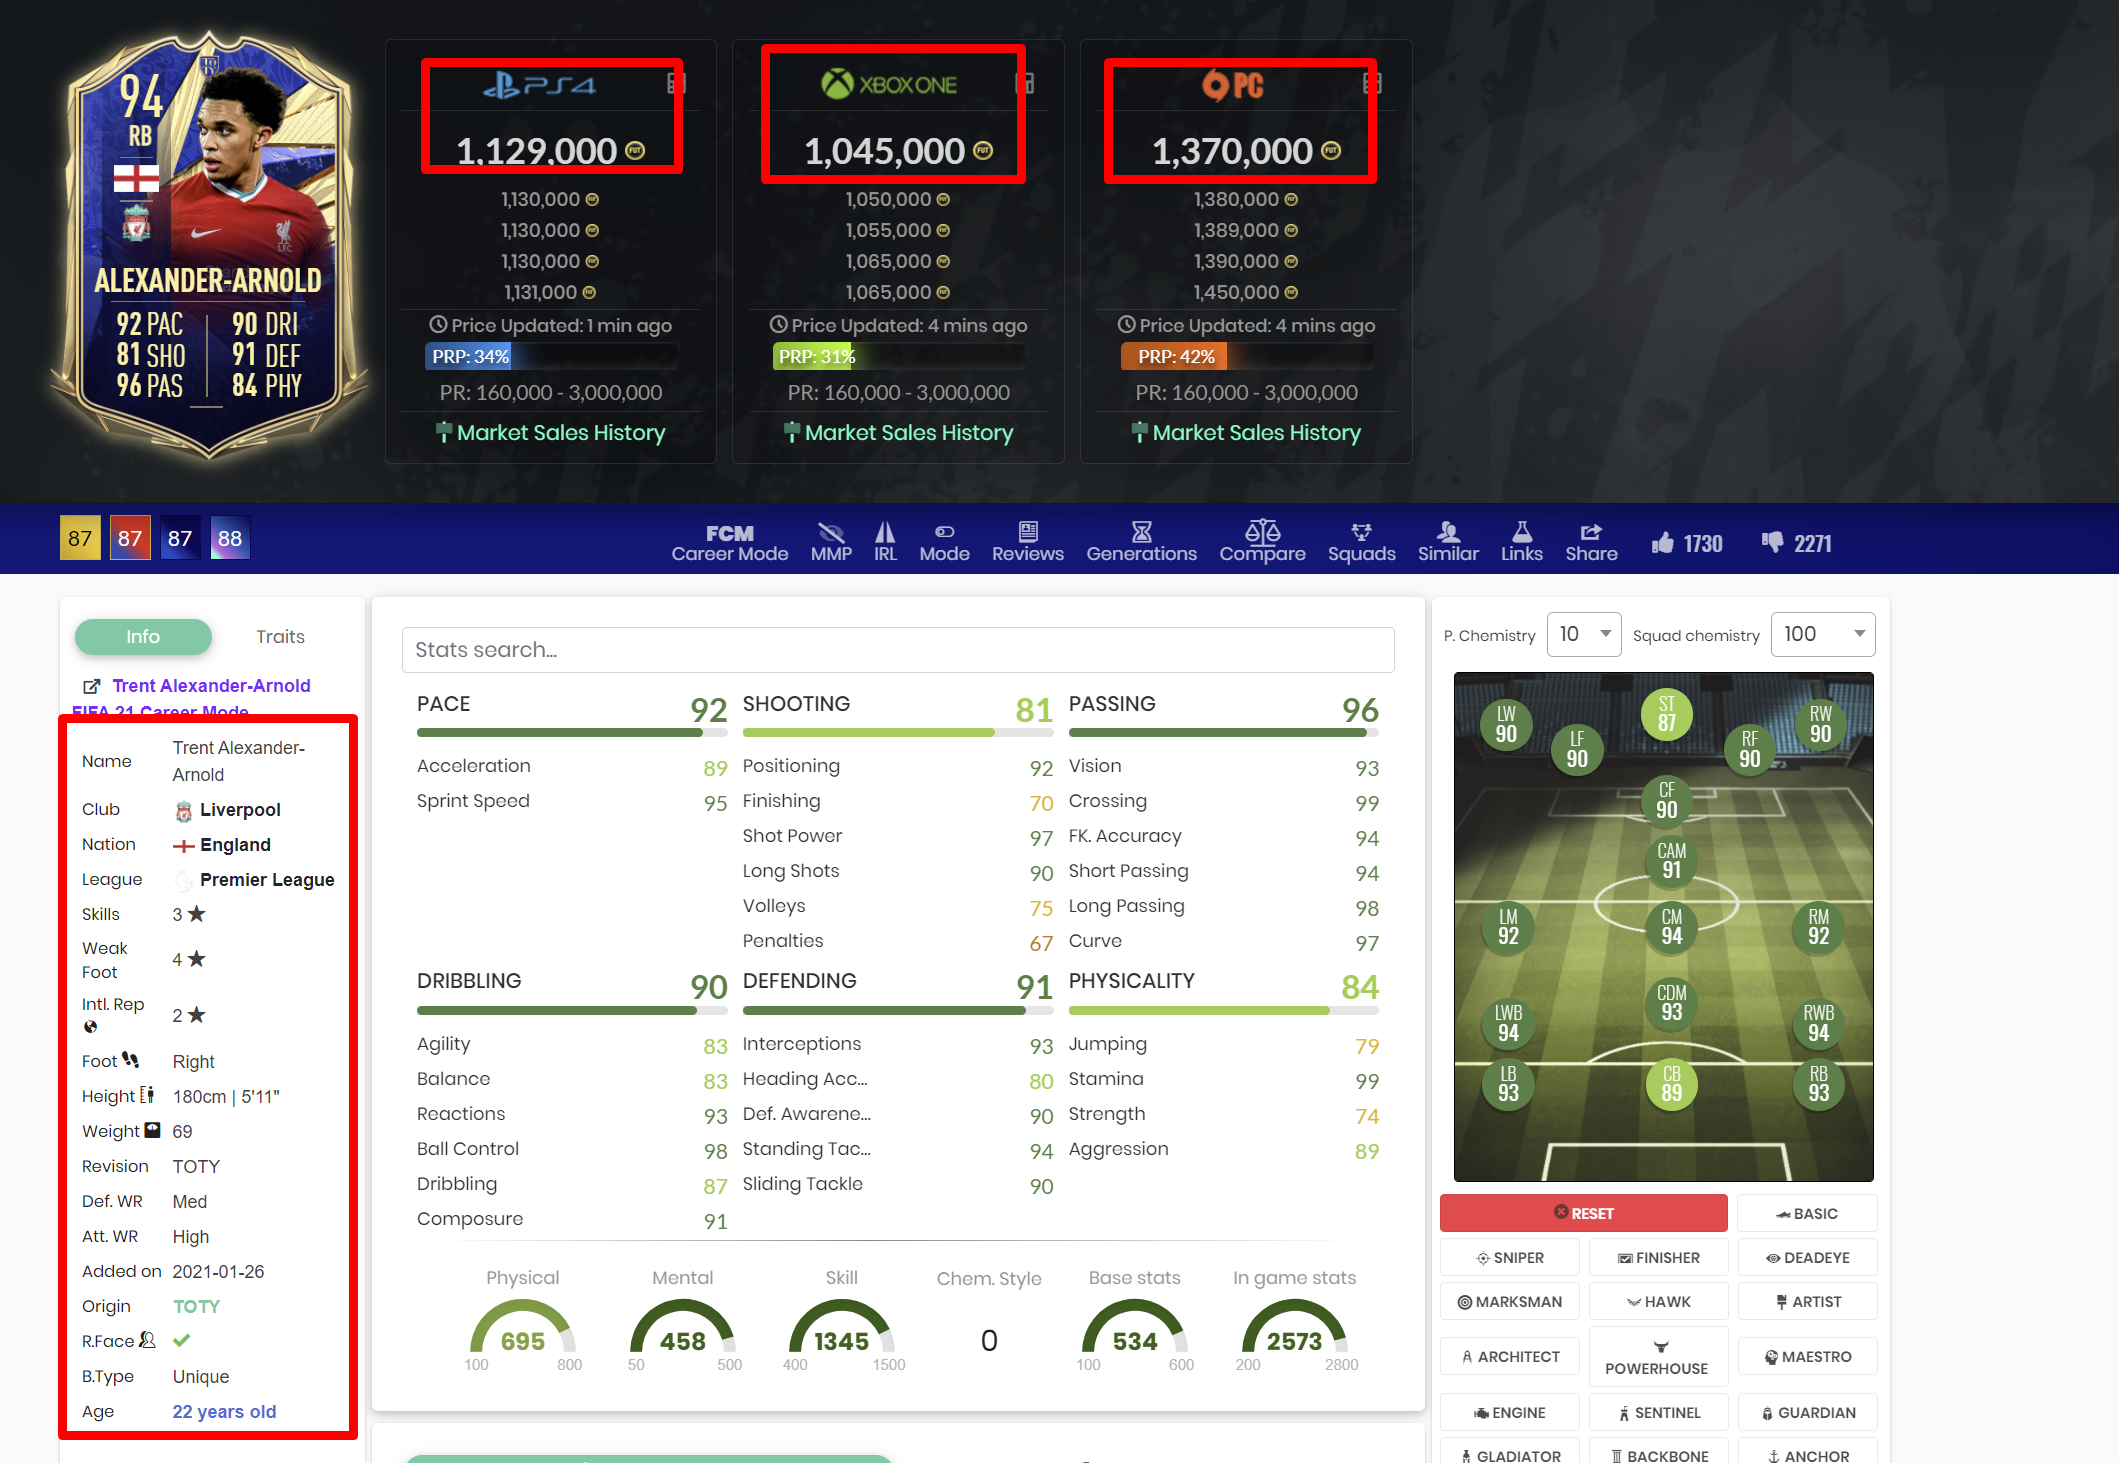 94
RB
ALEXANDER-ARNOLD
92 PAC 90 DRI
81 SHO 91 DEF
96 PAS 84 PHY
PS4
1,129,000
1,130,000
1,130,000
1,130,000
1,131,000
Price Updated: 1 min ago
PRP: 34%
PR: 160,000 - 3,000,000
Market Sales History
XBOX ONE
1,045,000
1,050,000
1,055,000
1,065,000
1,065,000
Price Updated: 4 mins ago
PRP: 31%
PR: 160,000 - 3,000,000
Market Sales History
PC
1,370,000
1,380,000
1,389,000
1,390,000
1,450,000
Price Updated: 4 mins ago
PRP: 42%
PR: 160,000 - 3,000,000
Market Sales History
87 87 87 88
FCM
Career Mode MMP IRL Mode Reviews Generations Compare Squads Similar Links Share 1730 2271
Info Traits
Trent Alexander-Arnold
FIFA 21 Career Mode
Name Trent Alexander-
Arnold
Club Liverpool
Nation England
League Premier League
Skills 3 ★
Weak
Foot 4 ★
Intl. Rep 2 ★
Foot Right
Height 180cm | 5'11"
Weight 69
Revision TOTY
Def. WR Med
Att. WR High
Added on 2021-01-26
Origin TOTY
R.Face
B.Type Unique
Age 22 years old
Stats search...
PACE 92
Acceleration 89
Sprint Speed 95
SHOOTING 81
Positioning 92
Finishing 70
Shot Power 97
Long Shots 90
Volleys 75
Penalties 67
PASSING 96
Vision 93
Crossing 99
FK. Accuracy 94
Short Passing 94
Long Passing 98
Curve 97
DRIBBLING 90
Agility 83
Balance 83
Reactions 93
Ball Control 98
Dribbling 87
Composure 91
DEFENDING 91
Interceptions 93
Heading Acc... 80
Def. Awarene... 90
Standing Tac... 94
Sliding Tackle 90
PHYSICALITY 84
Jumping 79
Stamina 99
Strength 74
Aggression 89
Physical
695
100 800
Mental
458
50 500
Skill
1345
400 1500
Chem. Style
0
Base stats
534
100 600
In game stats
2573
200 2800
P. Chemistry 10 Squad chemistry 100
LW
90
LF
90
ST
87
RF
90
RW
90
CF
90
CAM
91
LM
92
CM
94
RM
92
CDM
93
LWB
94
RWB
94
LB
93
CB
89
RB
93
RESET BASIC
SNIPER FINISHER DEADEYE
MARKSMAN HAWK ARTIST
ARCHITECT POWERHOUSE MAESTRO
ENGINE SENTINEL GUARDIAN
GLADIATOR BACKBONE ANCHOR